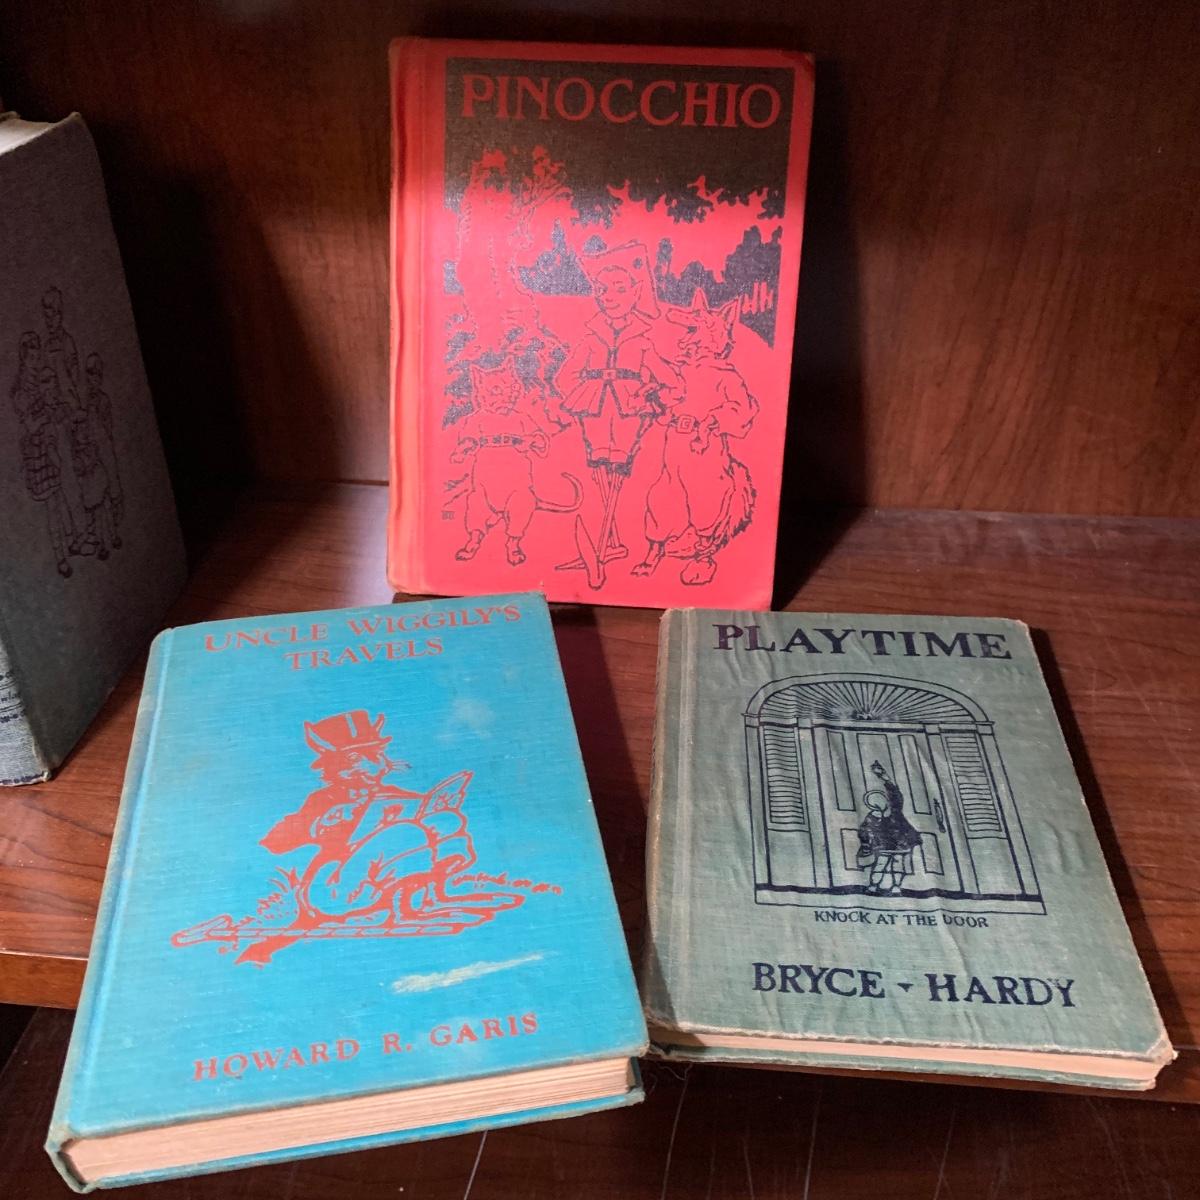 PINOCCHIO
UNCLE WIGGILY'S
TRAVELS
HOWARD R. GARIS
PLAYTIME
KNOCK AT THE DOOR
BRYCE - HARDY